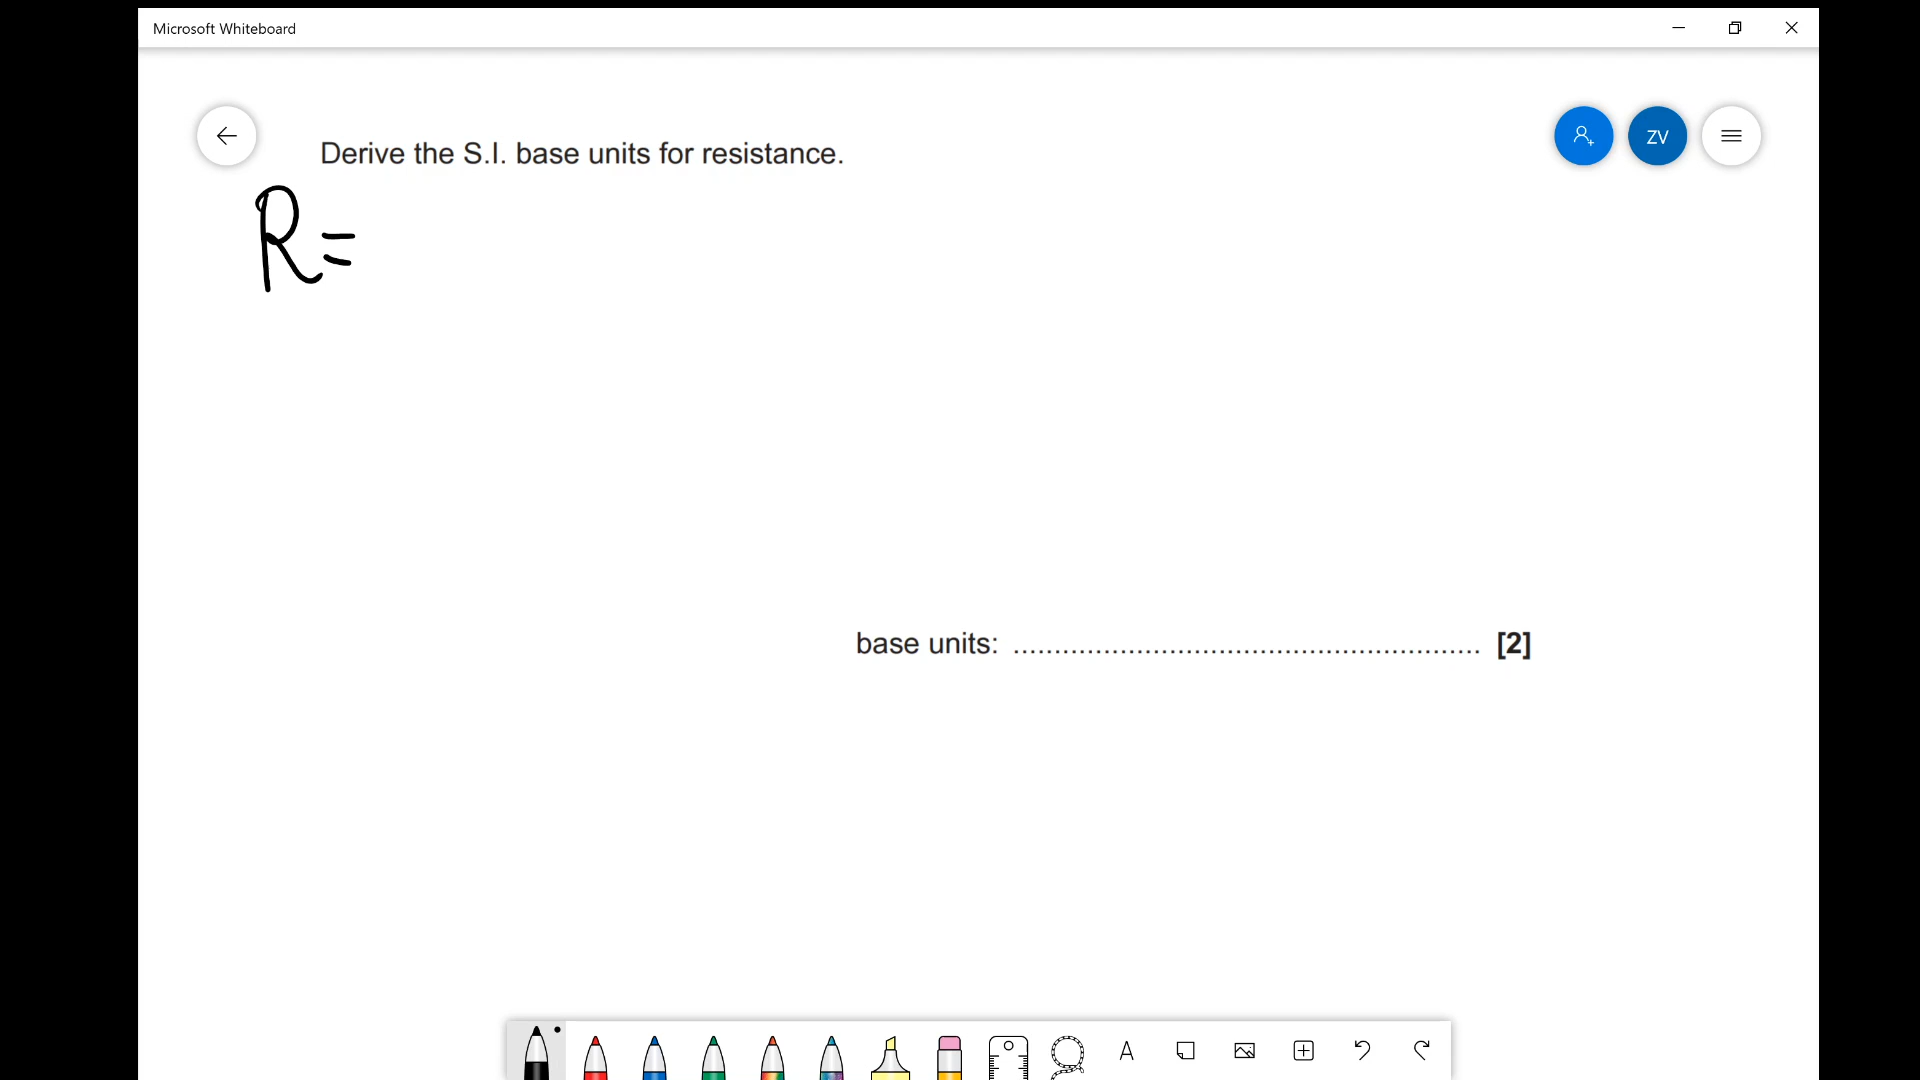 Microsoft Whiteboard
Derive the S.I. base units for resistance.
ZV
R=
base units: ........................................................ [2]
A